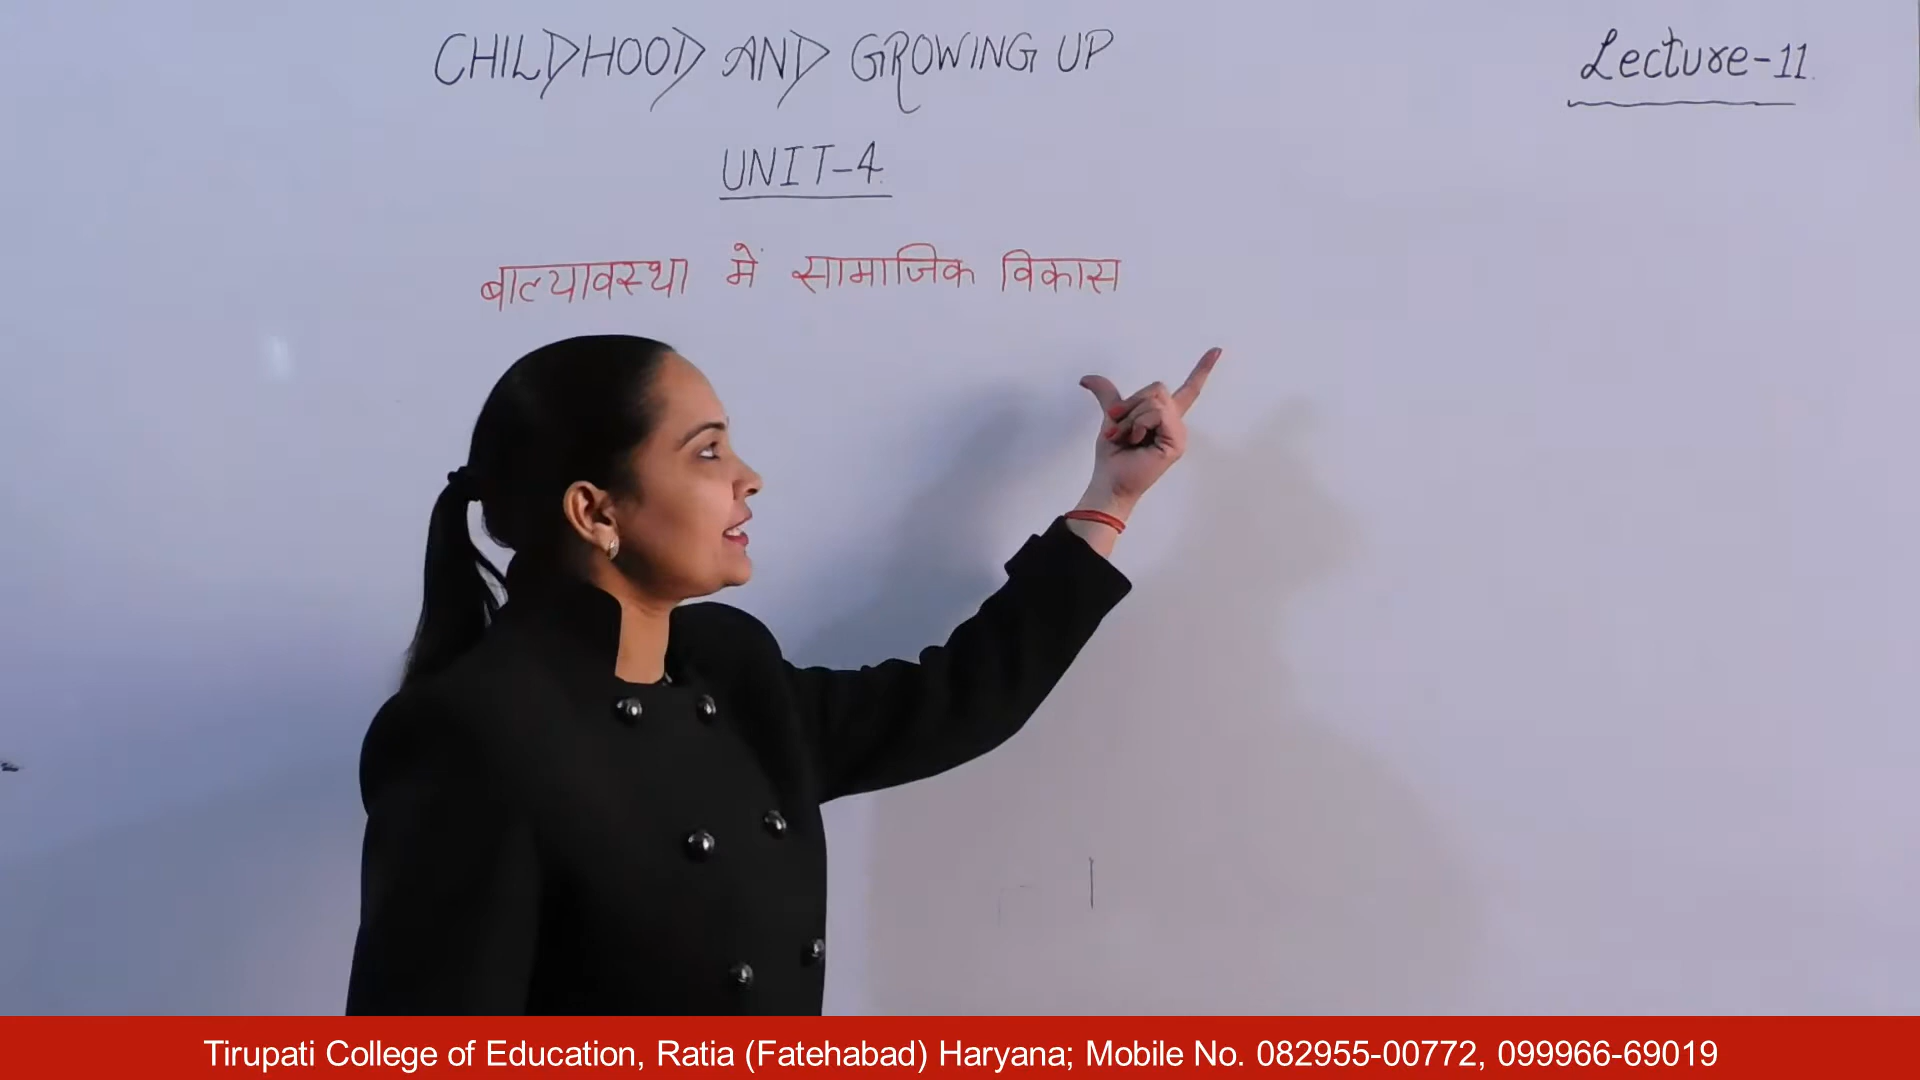 CHILDHOOD AND GROWING UP
Lecture-11.
UNIT-4.
बाल्यावस्था में सामाजिक विकास
Tirupati College of Education, Ratia (Fatehabad) Haryana; Mobile No. 082955-00772, 099966-69019